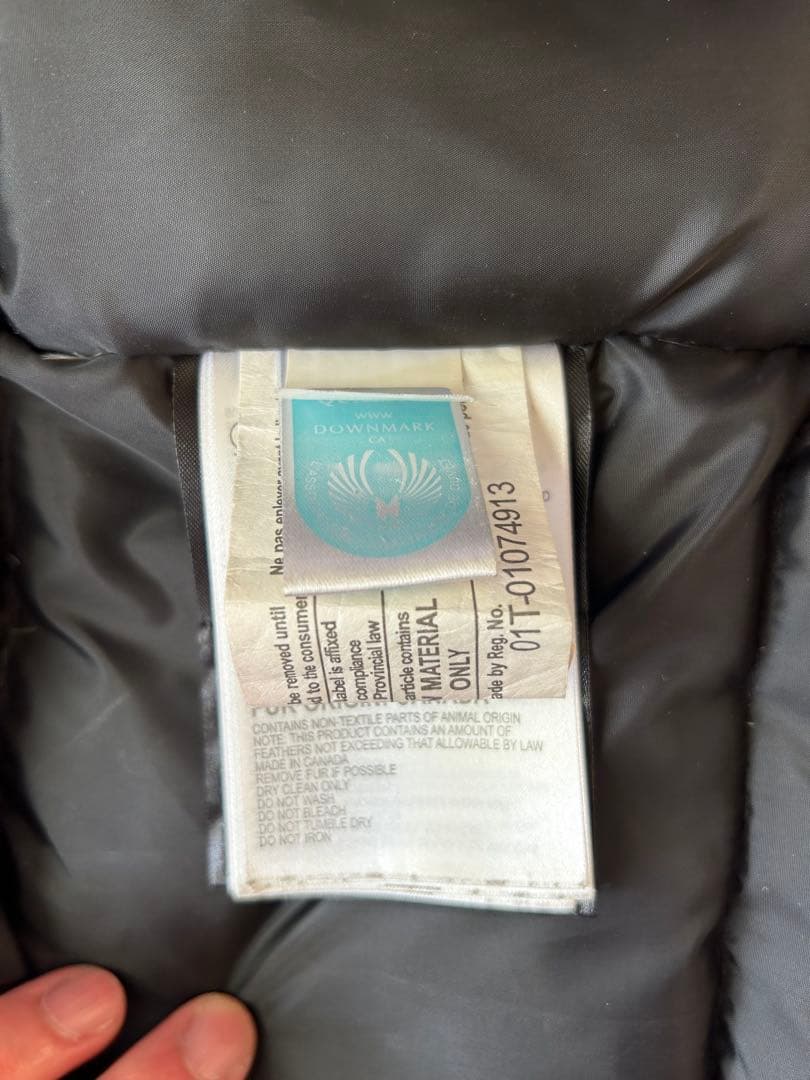 WWW
DOWNMARK
CA
Ne pas enlever
be removed until
d to the consumer
label is affixed
compliance
Provincial law
article contains
MATERIAL
ONLY
ade by Reg. No.
01T-01074913
CONTAINS NON-TEXTILE PARTS OF ANIMAL ORIGIN
NOTE: THIS PRODUCT CONTAINS AN AMOUNT OF
FEATHERS NOT EXCEEDING THAT ALLOWABLE BY LAW
MADE IN CANADA
REMOVE FUR IF POSSIBLE
DRY CLEAN ONLY
DO NOT WASH
DO NOT BLEACH
DO NOT TUMBLE DRY
DO NOT IRON